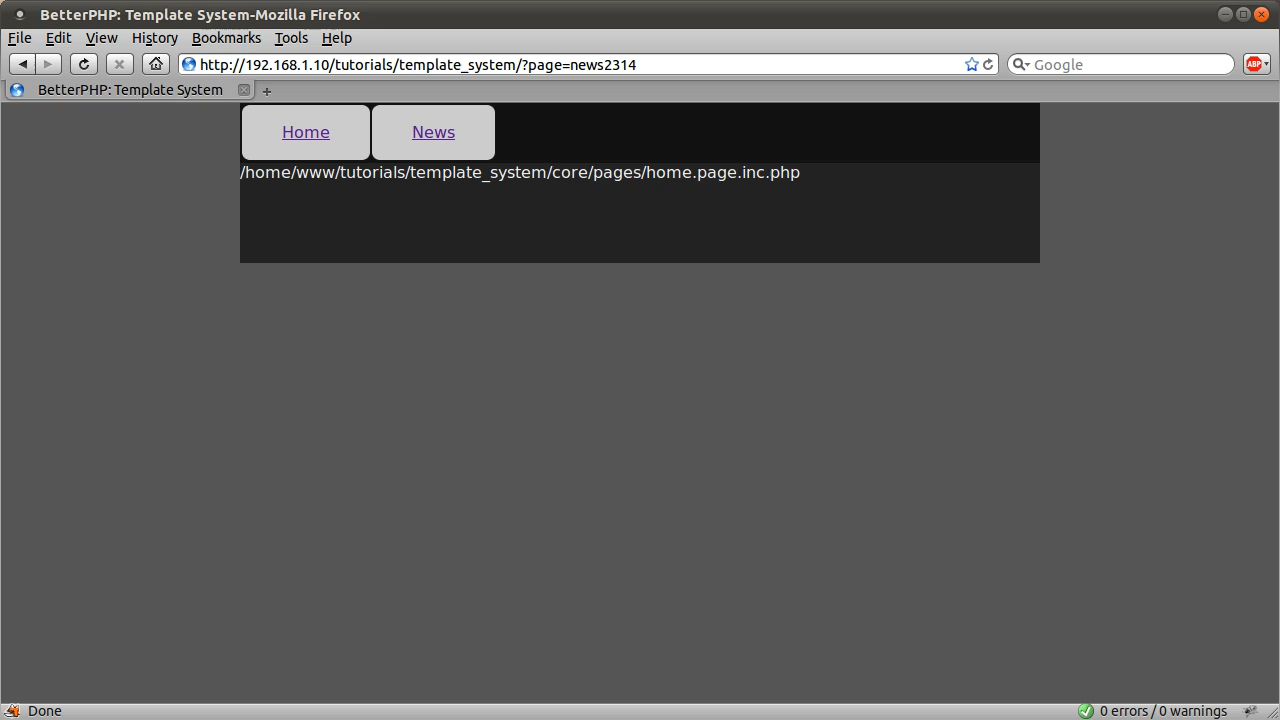 BetterPHP: Template System-Mozilla Firefox
File Edit View History Bookmarks Tools Help
http://192.168.1.10/tutorials/template_system/?page=news2314
ABP
Google
BetterPHP: Template System
Home
News
/home/www/tutorials/template_system/core/pages/home.page.inc.php
Done
0 errors / 0 warnings